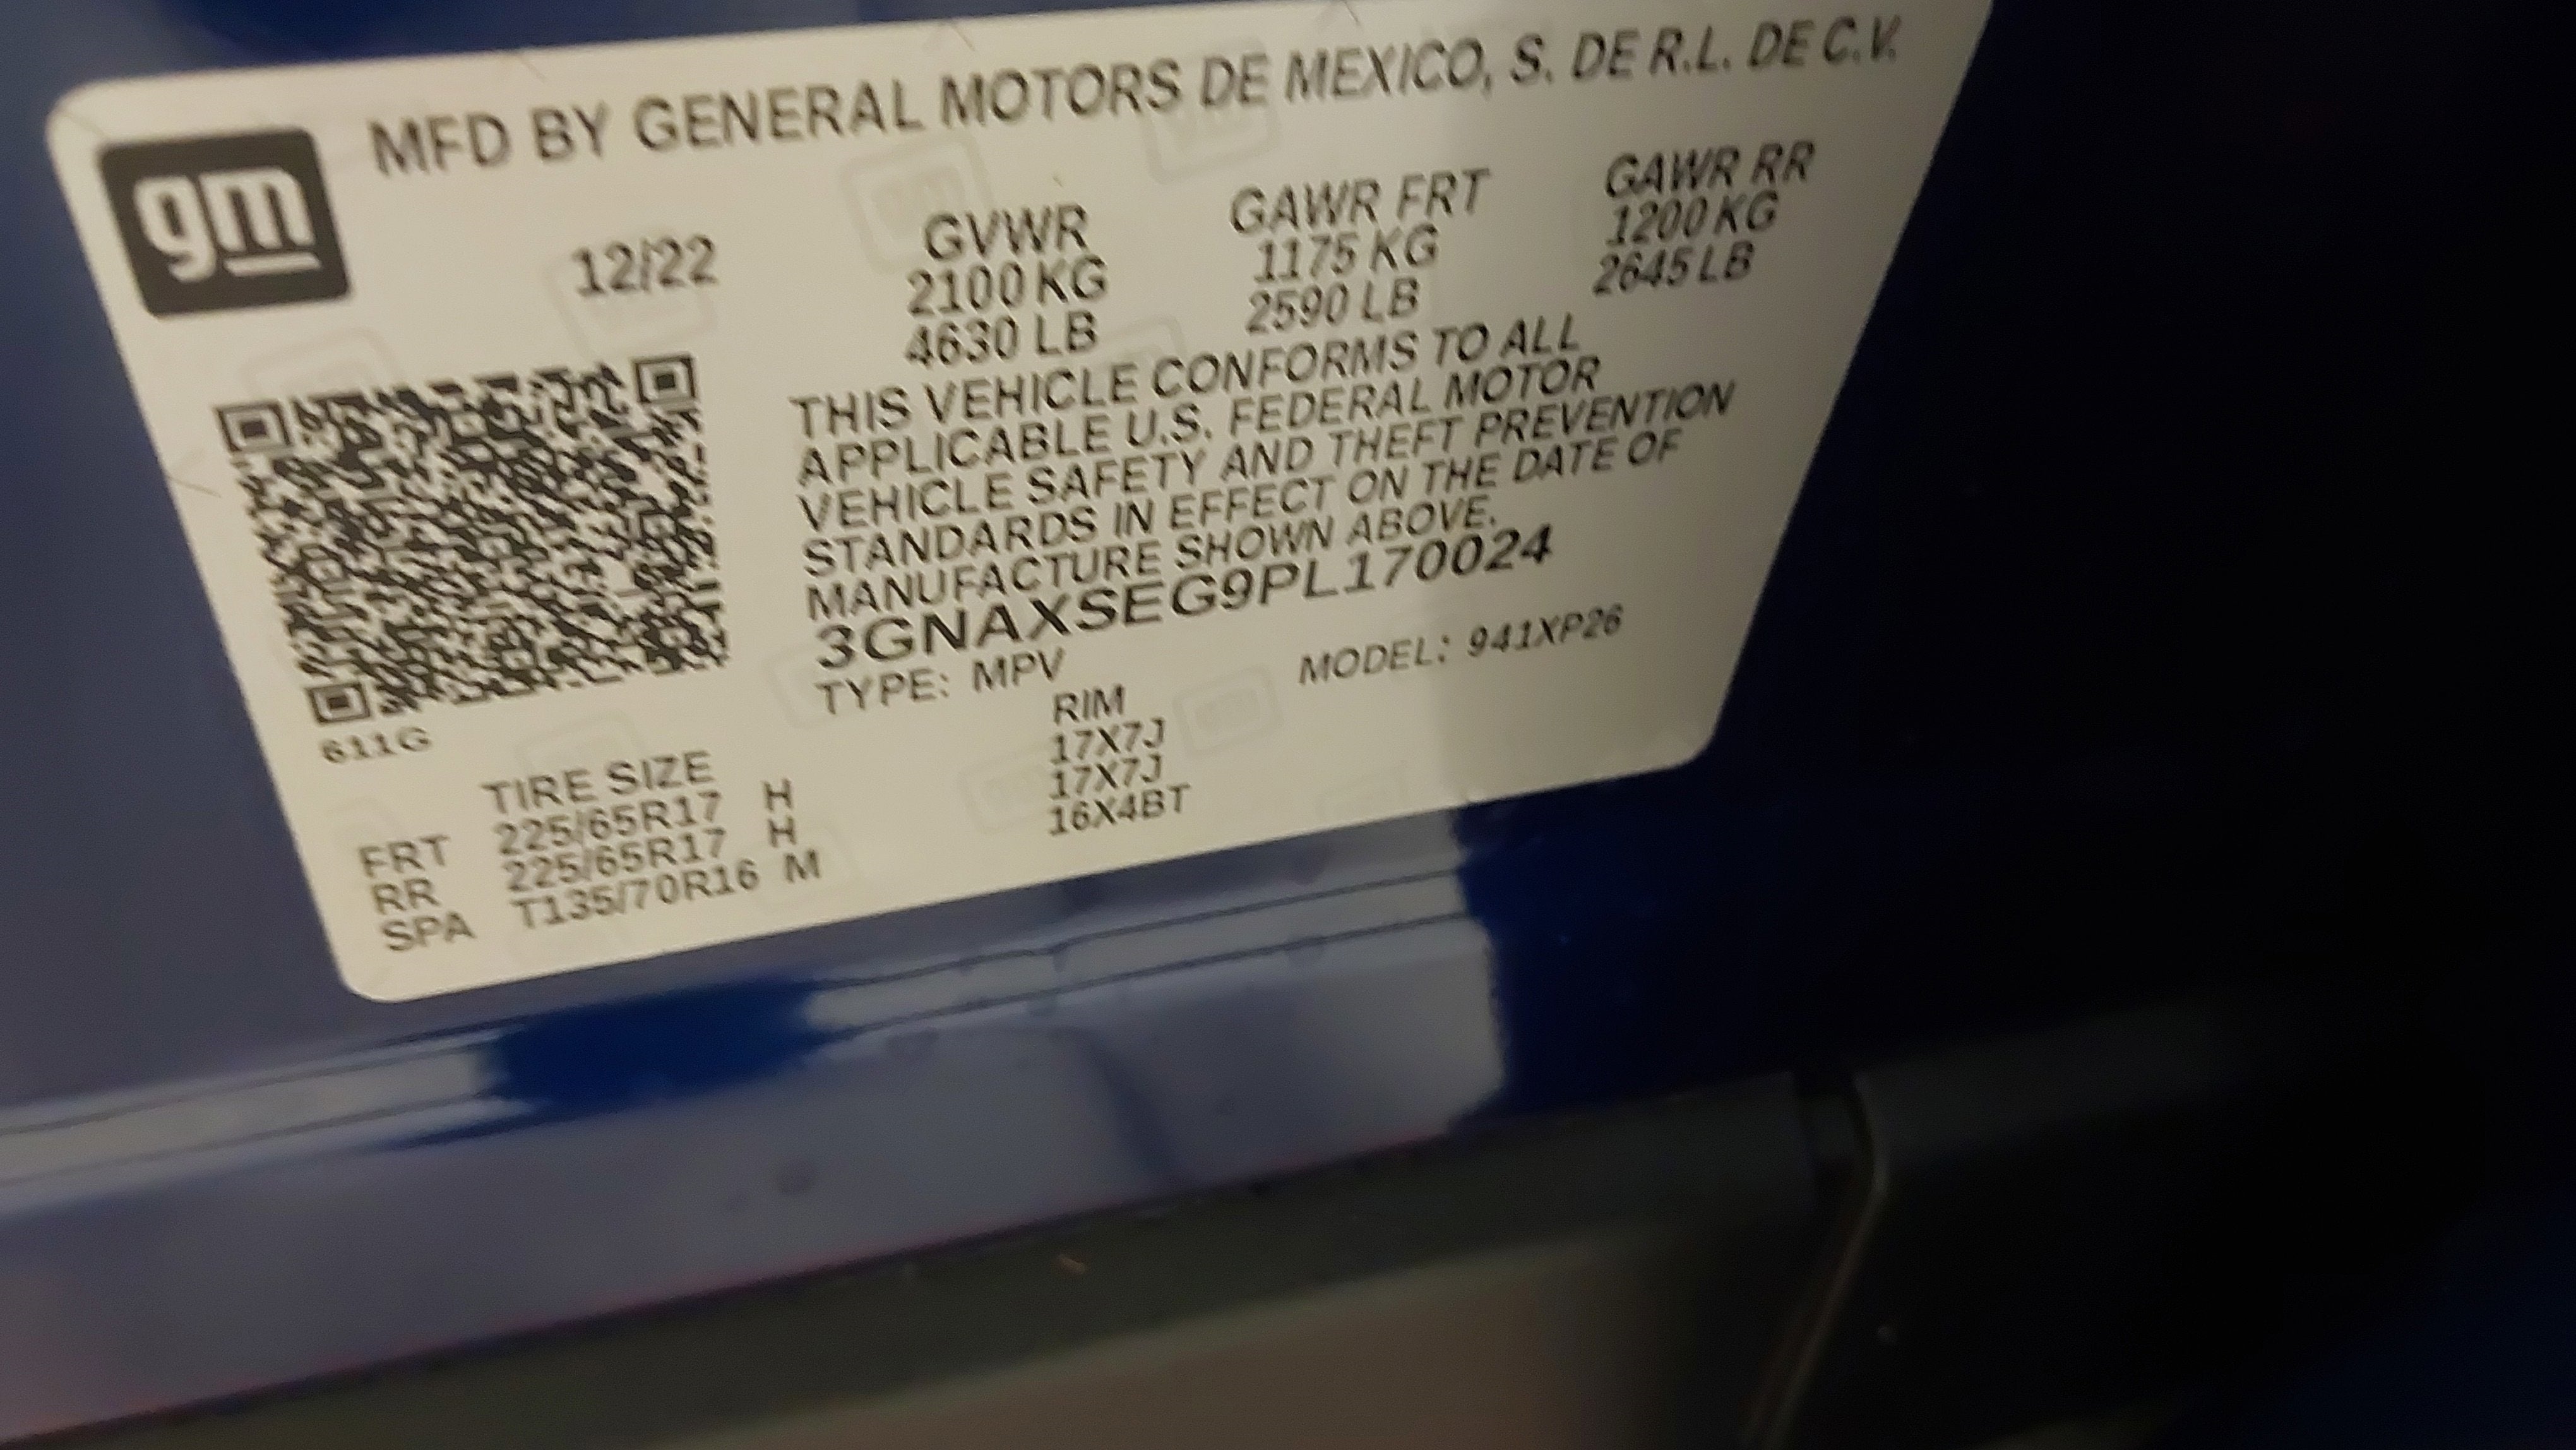 gm
MFD BY GENERAL MOTORS DE MEXICO, S. DE R.L. DE C.V.
12/22
GVWR
2100 KG
4630 LB
GAWR FRT
1175 KG
2590 LB
GAWR RR
1200 KG
2645 LB
THIS VEHICLE CONFORMS TO ALL
APPLICABLE U.S. FEDERAL MOTOR
VEHICLE SAFETY AND THEFT PREVENTION
STANDARDS IN EFFECT ON THE DATE OF
MANUFACTURE SHOWN ABOVE.
3GNAXSEG9PL170024
TYPE: MPV MODEL: 941XP26
611G
TIRE SIZE RIM
FRT 225/65R17 H 17X7J
RR 225/65R17 H 17X7J
SPA T135/70R16 M 16X4BT